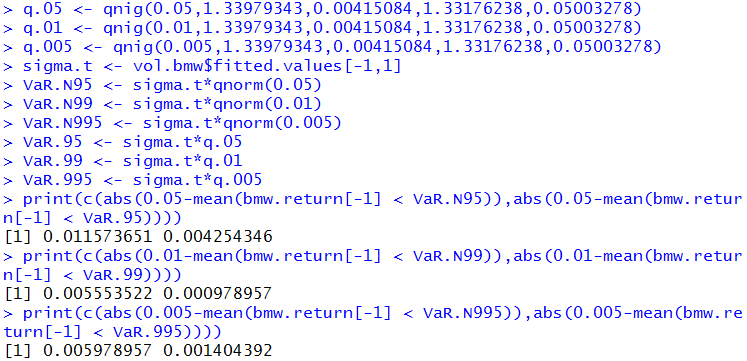 > q.05 <- qnig(0.05,1.33979343,0.00415084,1.33176238,0.05003278)
> q.01 <- qnig(0.01,1.33979343,0.00415084,1.33176238,0.05003278)
> q.005 <- qnig(0.005,1.33979343,0.00415084,1.33176238,0.05003278)
> sigma.t <- vol.bmw$fitted.values[-1,1]
> VaR.N95 <- sigma.t*qnorm(0.05)
> VaR.N99 <- sigma.t*qnorm(0.01)
> VaR.N995 <- sigma.t*qnorm(0.005)
> VaR.95 <- sigma.t*q.05
> VaR.99 <- sigma.t*q.01
> VaR.995 <- sigma.t*q.005
> print(c(abs(0.05-mean(bmw.return[-1] < VaR.N95)),abs(0.05-mean(bmw.retur
n[-1] < VaR.95))))
[1] 0.011573651 0.004254346
> print(c(abs(0.01-mean(bmw.return[-1] < VaR.N99)),abs(0.01-mean(bmw.retur
n[-1] < VaR.99))))
[1] 0.005553522 0.000978957
> print(c(abs(0.005-mean(bmw.return[-1] < VaR.N995)),abs(0.005-mean(bmw.re
turn[-1] < VaR.995))))
[1] 0.005978957 0.001404392